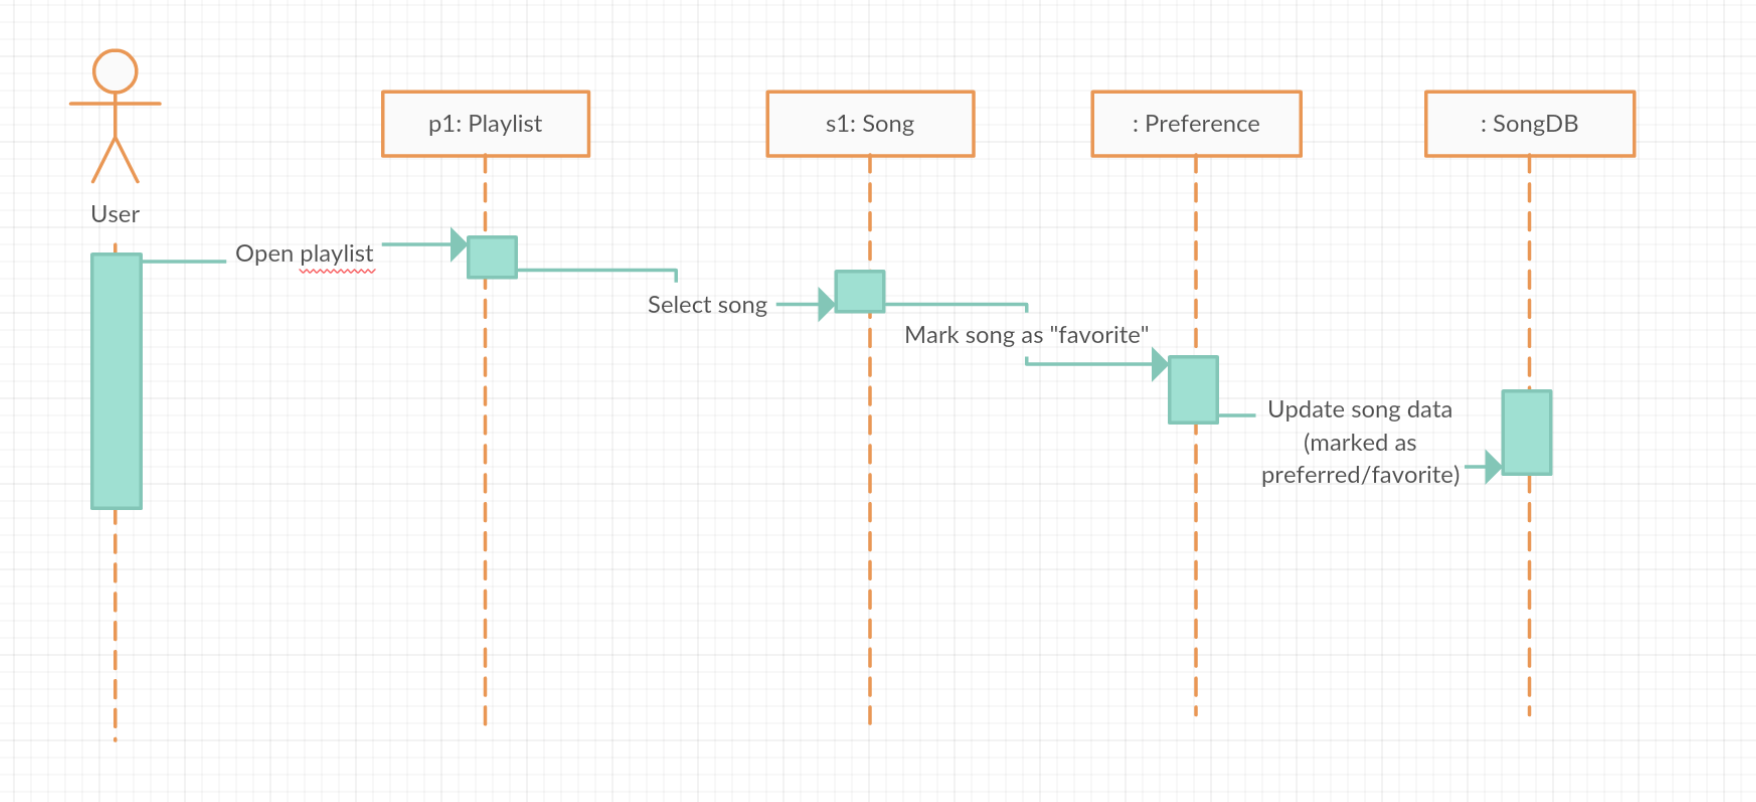 p1: Playlist
s1: Song
: Preference
: SongDB
User
Open playlist
Select song
Mark song as "favorite"
Update song data
(marked as
preferred/favorite)